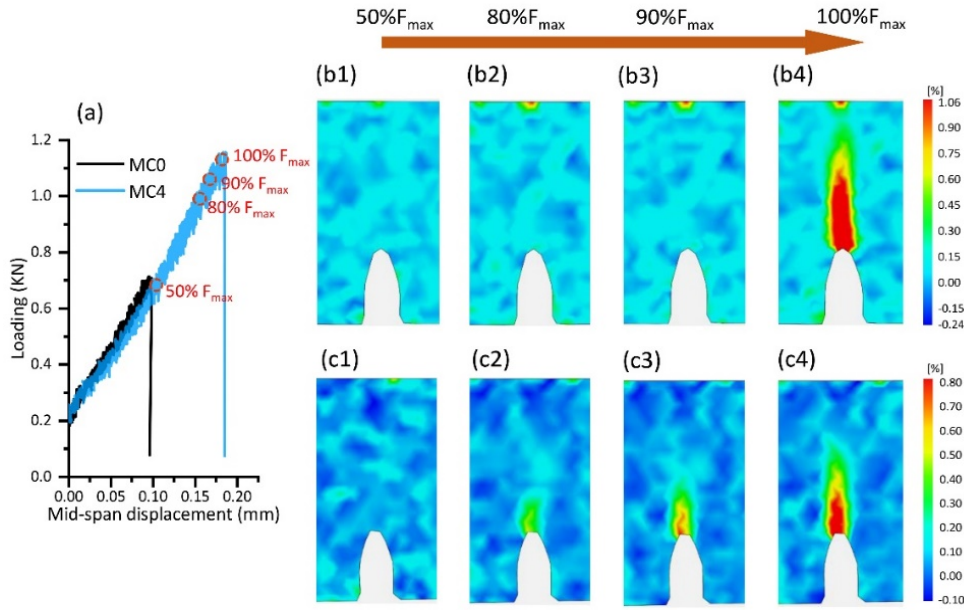 50%Fmax
80%Fmax
90%Fmax
100%Fmax
(b1)
(b2)
(b3)
(b4)
[%]
1.06
0.90
0.75
0.60
0.45
0.30
0.15
0.00
-0.15
-0.24
(a)
1.2
1.0
0.8
0.6
0.4
0.2
0.0
Loading (KN)
MC0
MC4
100% Fmax
90% Fmax
80% Fmax
50% Fmax
0.00
0.05
0.10
0.15
0.20
Mid-span displacement (mm)
(c1)
(c2)
(c3)
(c4)
[%]
0.80
0.70
0.60
0.50
0.40
0.30
0.20
0.10
0.00
-0.10